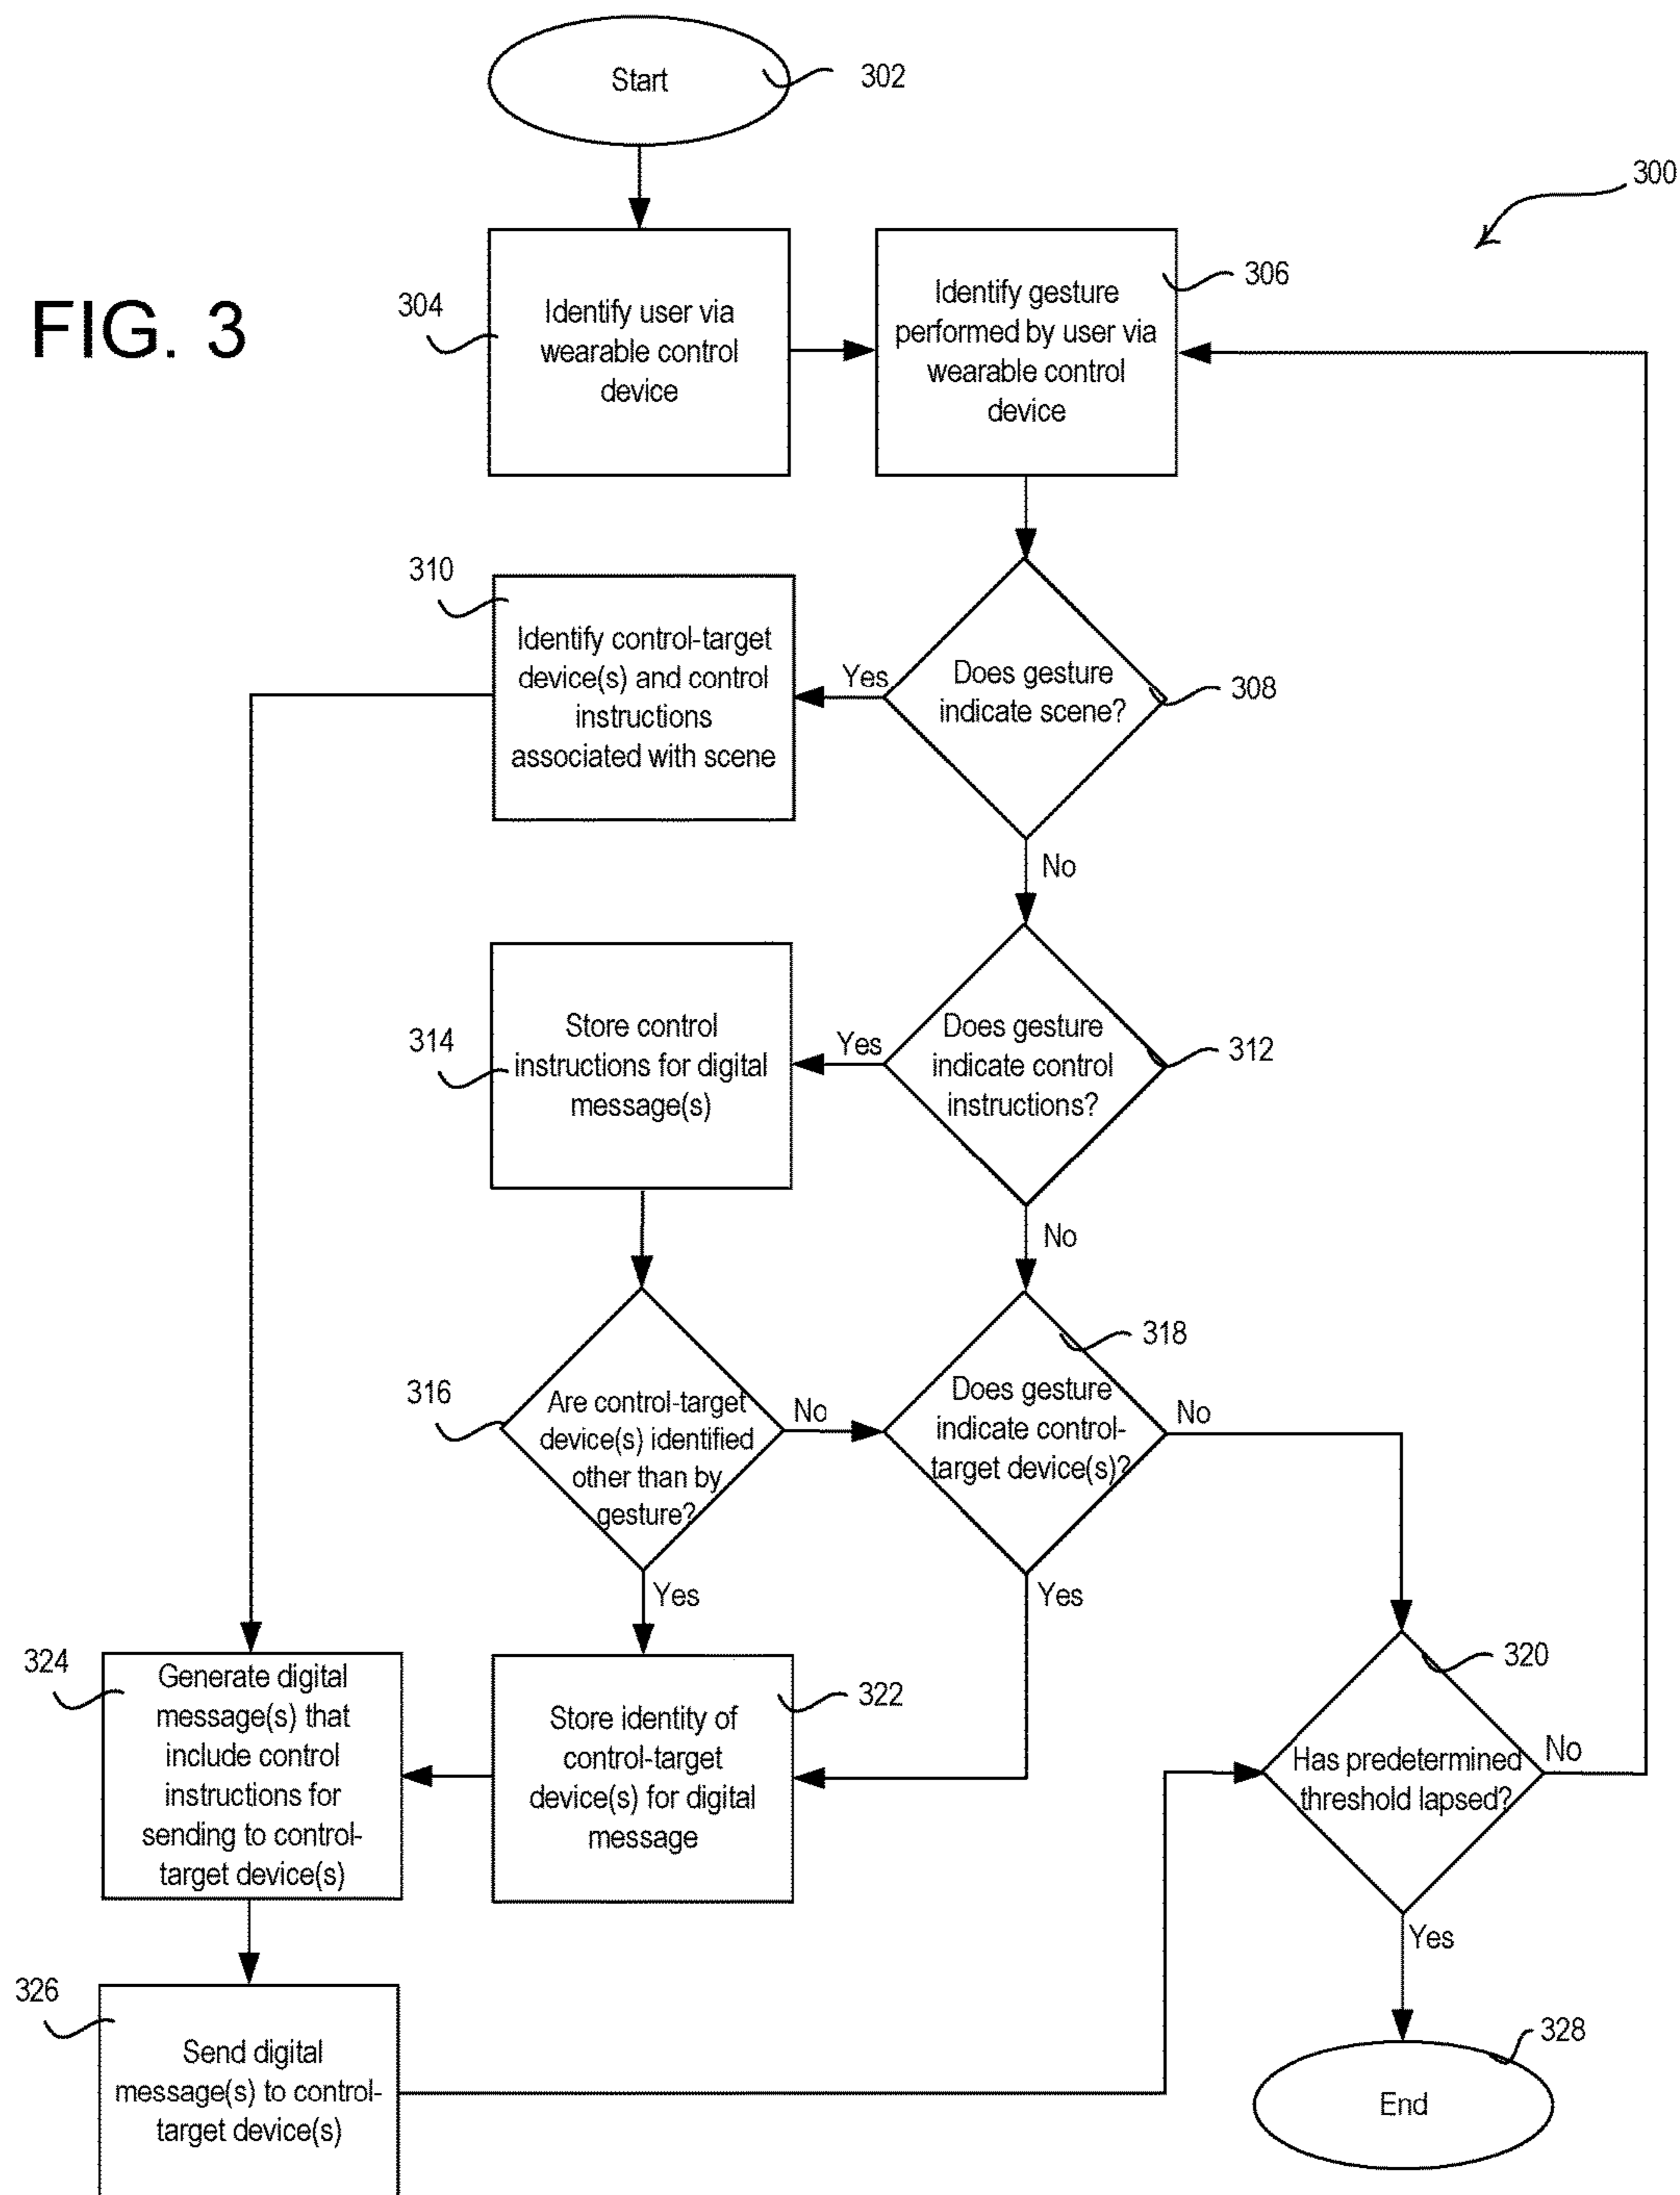 Start
302
300
FIG. 3
304
Identify user via
wearable control
device
Identify gesture
performed by user via
wearable control
device
306
310
Identify control-target
device(s) and control
instructions
associated with scene
Yes
Does gesture
indicate scene?
308
No
314
Store control
instructions for digital
message(s)
Yes
Does gesture
indicate control
instructions?
312
No
316
Are control-target
device(s) identified
other than by
gesture?
No
Yes
318
Does gesture
indicate control-
target device(s)?
No
Yes
324
Generate digital
message(s) that
include control
instructions for
sending to control-
target device(s)
322
Store identity of
control-target
device(s) for digital
message
320
Has predetermined
threshold lapsed?
No
Yes
326
Send digital
message(s) to control-
target device(s)
328
End